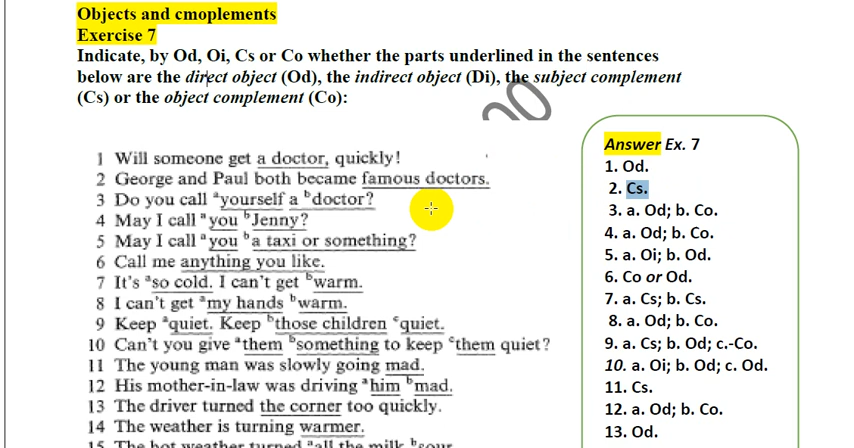 Objects and cmoplements
Exercise 7
Indicate, by Od, Oi, Cs or Co whether the parts underlined in the sentences
below are the direct object (Od), the indirect object (Di), the subject complement
(Cs) or the object complement (Co):
1 Will someone get a doctor, quickly!
2 George and Paul both became famous doctors.
3 Do you call ᵃyourself a ᵇdoctor?
4 May I call ᵃyou ᵇJenny?
5 May I call ᵃyou ᵇa taxi or something?
6 Call me anything you like.
7 It's ᵃso cold. I can't get ᵇwarm.
8 I can't get ᵃmy hands ᵇwarm.
9 Keep ᵃquiet. Keep ᵇthose children ᶜquiet.
10 Can't you give ᵃthem ᵇsomething to keep ᶜthem quiet?
11 The young man was slowly going mad.
12 His mother-in-law was driving ᵃhim ᵇmad.
13 The driver turned the corner too quickly.
14 The weather is turning warmer.
15 The hot weather turned ᵃall the milk ᵇsour
Answer Ex. 7
1. Od.
2. Cs.
3. a. Od; b. Co.
4. a. Od; b. Co.
5. a. Oi; b. Od.
6. Co or Od.
7. a. Cs; b. Cs.
8. a. Od; b. Co.
9. a. Cs; b. Od; c.-Co.
10. a. Oi; b. Od; c. Od.
11. Cs.
12. a. Od; b. Co.
13. Od.